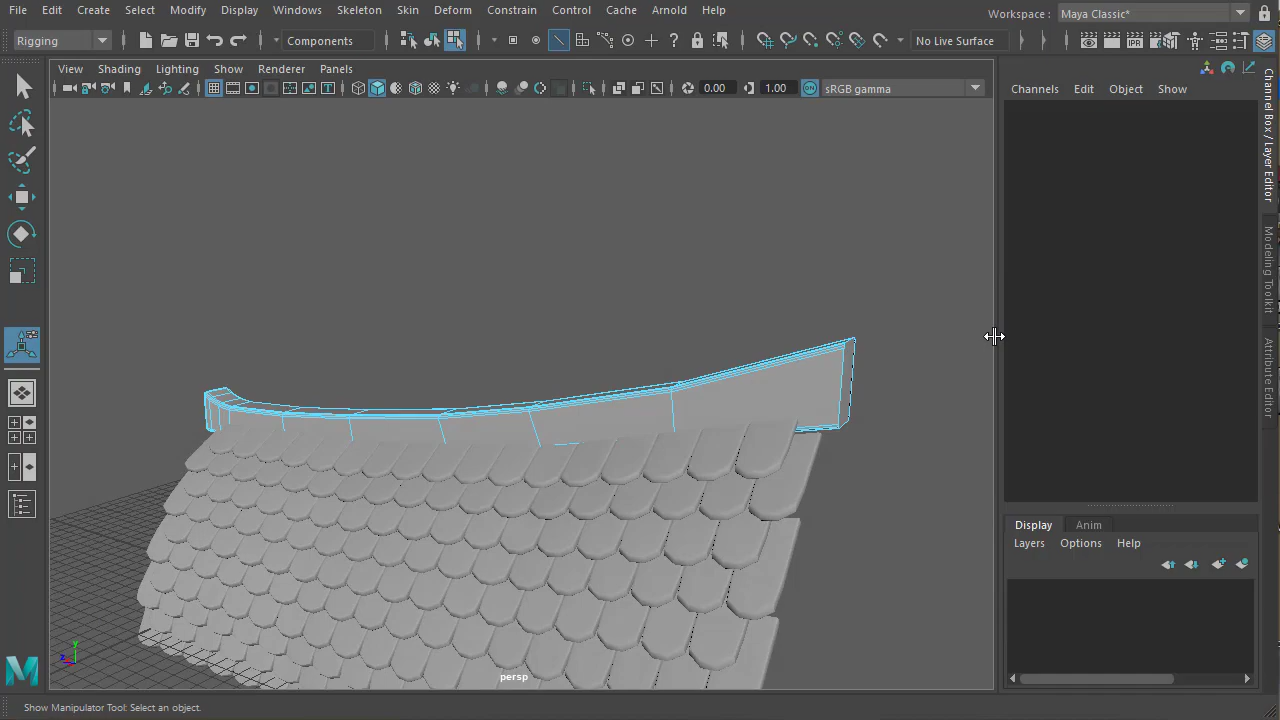 File Edit Create Select Modify Display Windows Skeleton Skin Deform Constrain Control Cache Arnold Help
Workspace : Maya Classic*
Rigging
Components
No Live Surface
IPR
View Shading Lighting Show Renderer Panels
0.00
1.00
ON
sRGB gamma
Channels Edit Object Show
Channel Box / Layer Editor
Modeling Toolkit
Attribute Editor
Display Anim
Layers Options Help
y
z
persp
Show Manipulator Tool: Select an object.